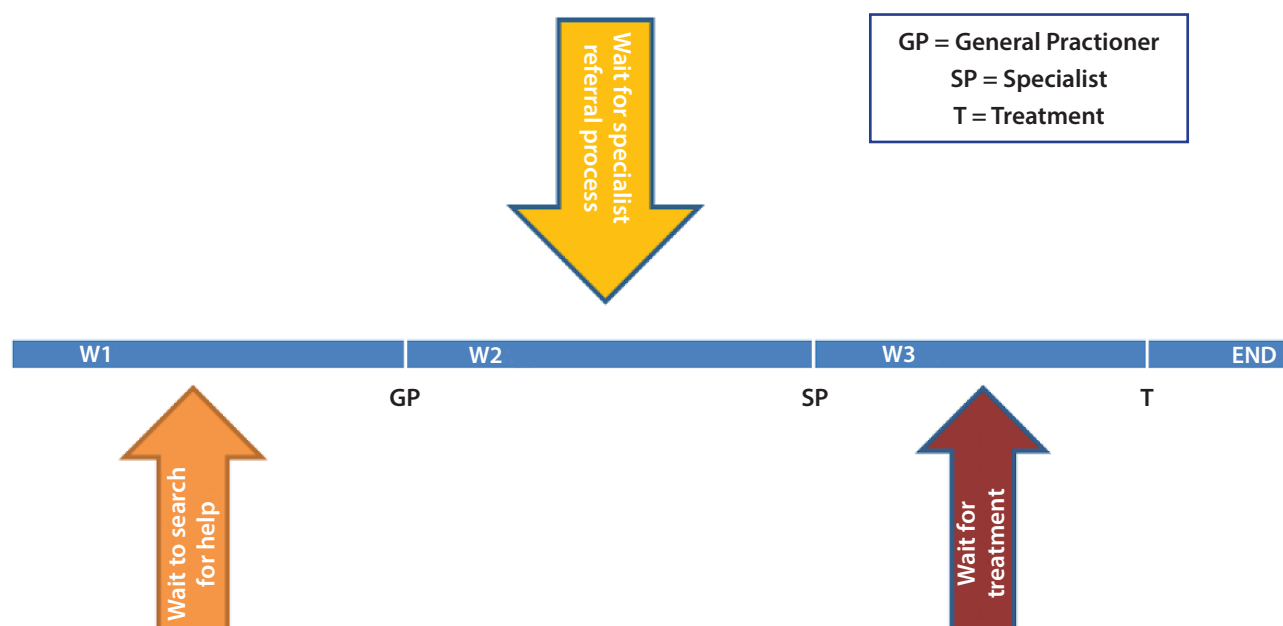 Wait for specialist
referral process
GP = General Practioner
SP = Specialist
T = Treatment
W1
W2
W3
END
GP
SP
T
Wait to search
for help
Wait for
treatment